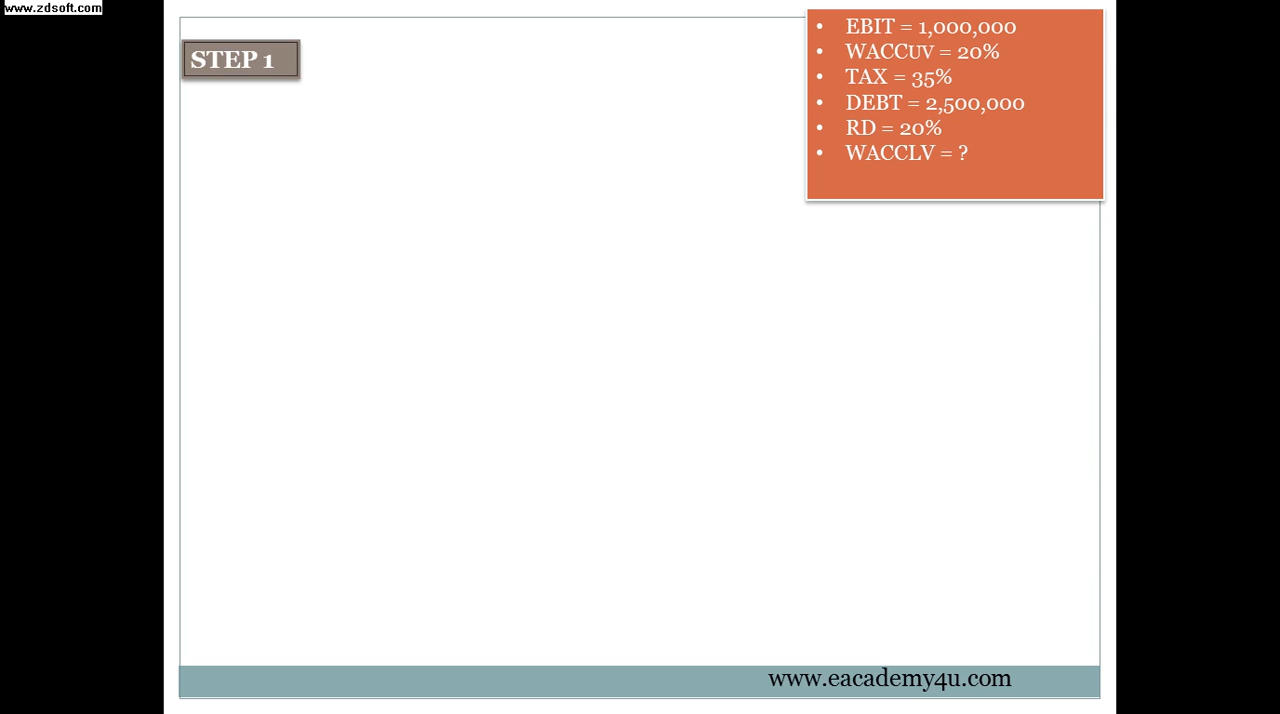 www.zdsoft.com
STEP 1
• EBIT = 1,000,000
• WACCUV = 20%
• TAX = 35%
• DEBT = 2,500,000
• RD = 20%
• WACCLV = ?
www.eacademy4u.com